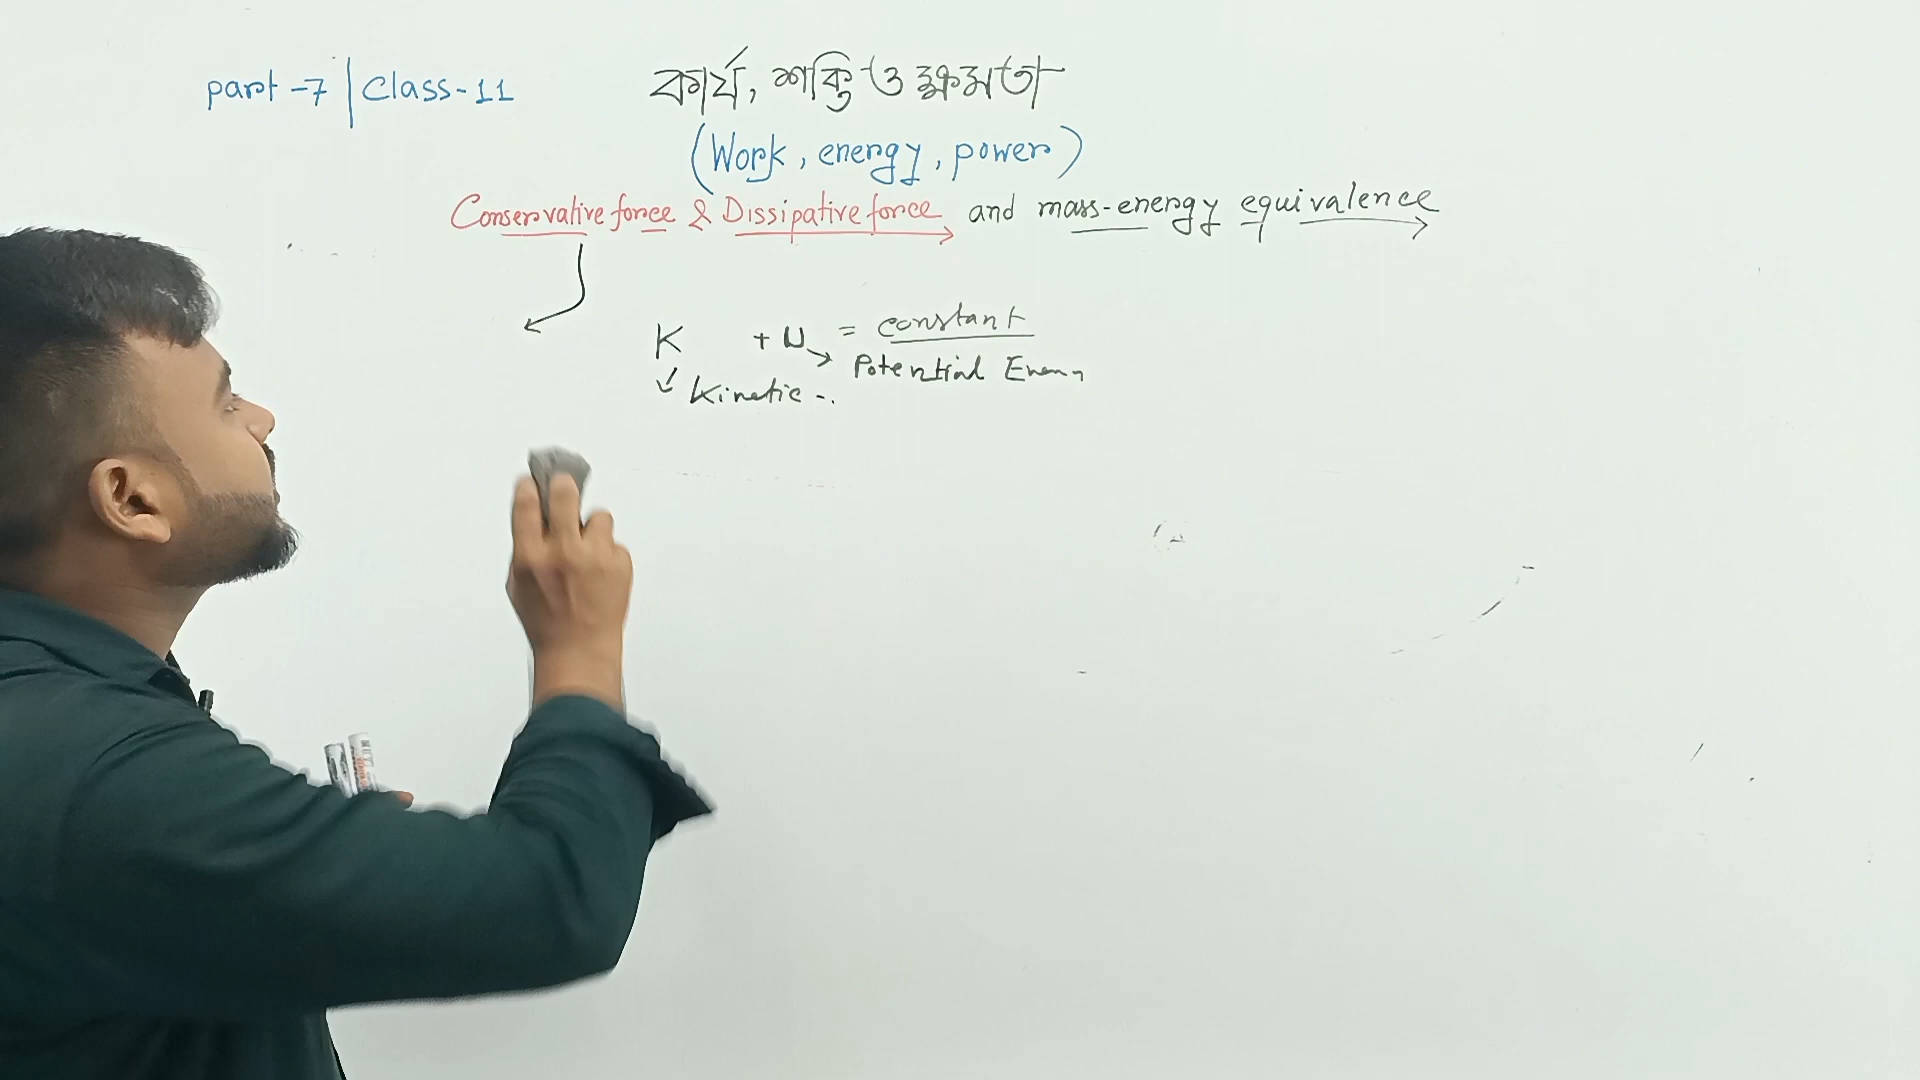 part-7 | Class-11
কার্য, শক্তি ও ক্ষমতা
(Work, energy, power)
Conservative force & Dissipative force and mass-energy equivalence
K + U = constant
Potential
Kinetic -.